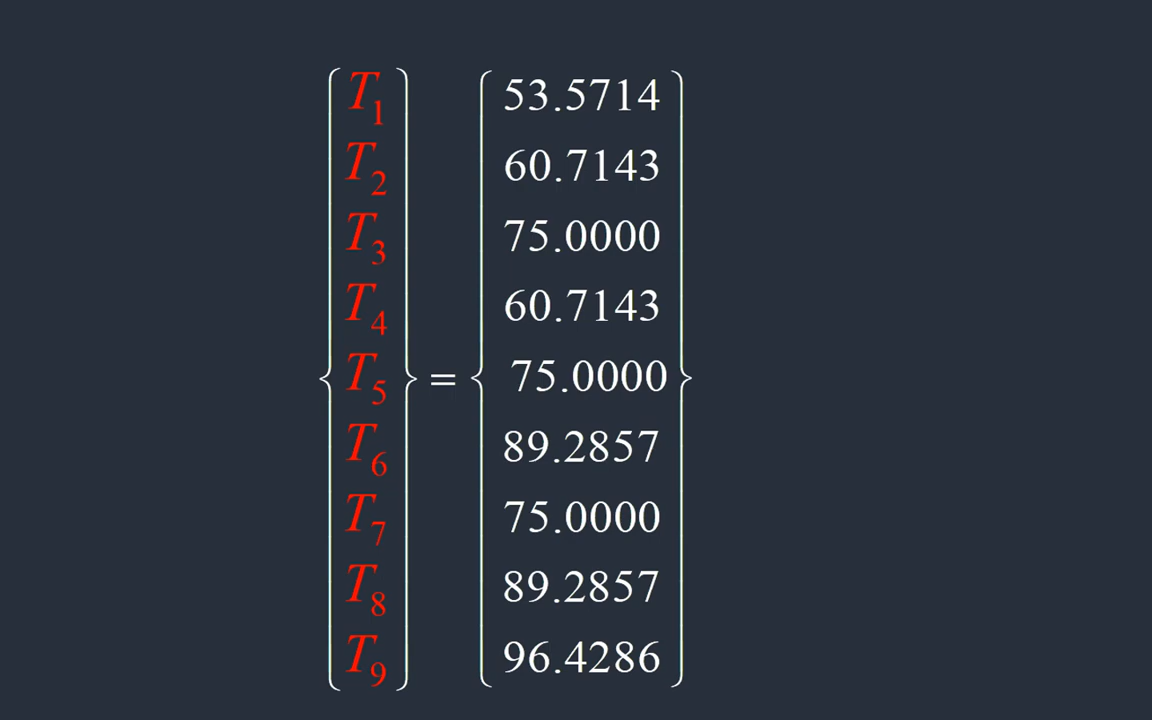 T1 53.5714
T2 60.7143
T3 75.0000
T4 60.7143
T5 = 75.0000
T6 89.2857
T7 75.0000
T8 89.2857
T9 96.4286